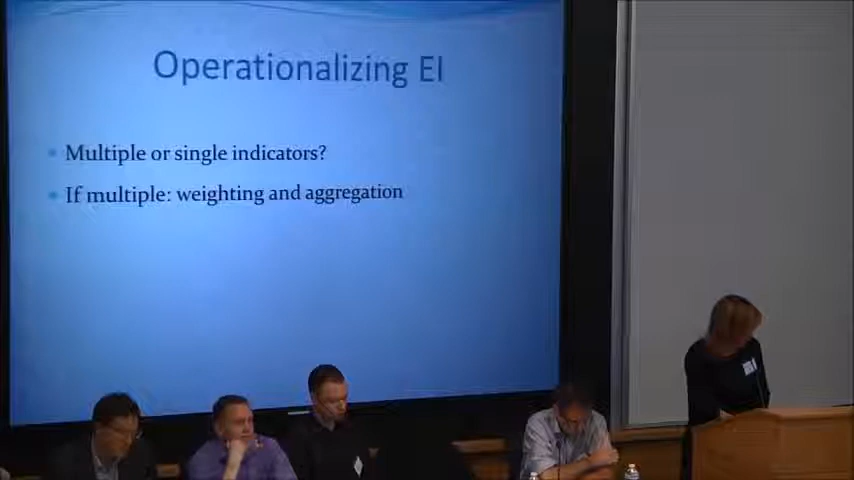 Operationalizing EI
Multiple or single indicators?
If multiple: weighting and aggregation